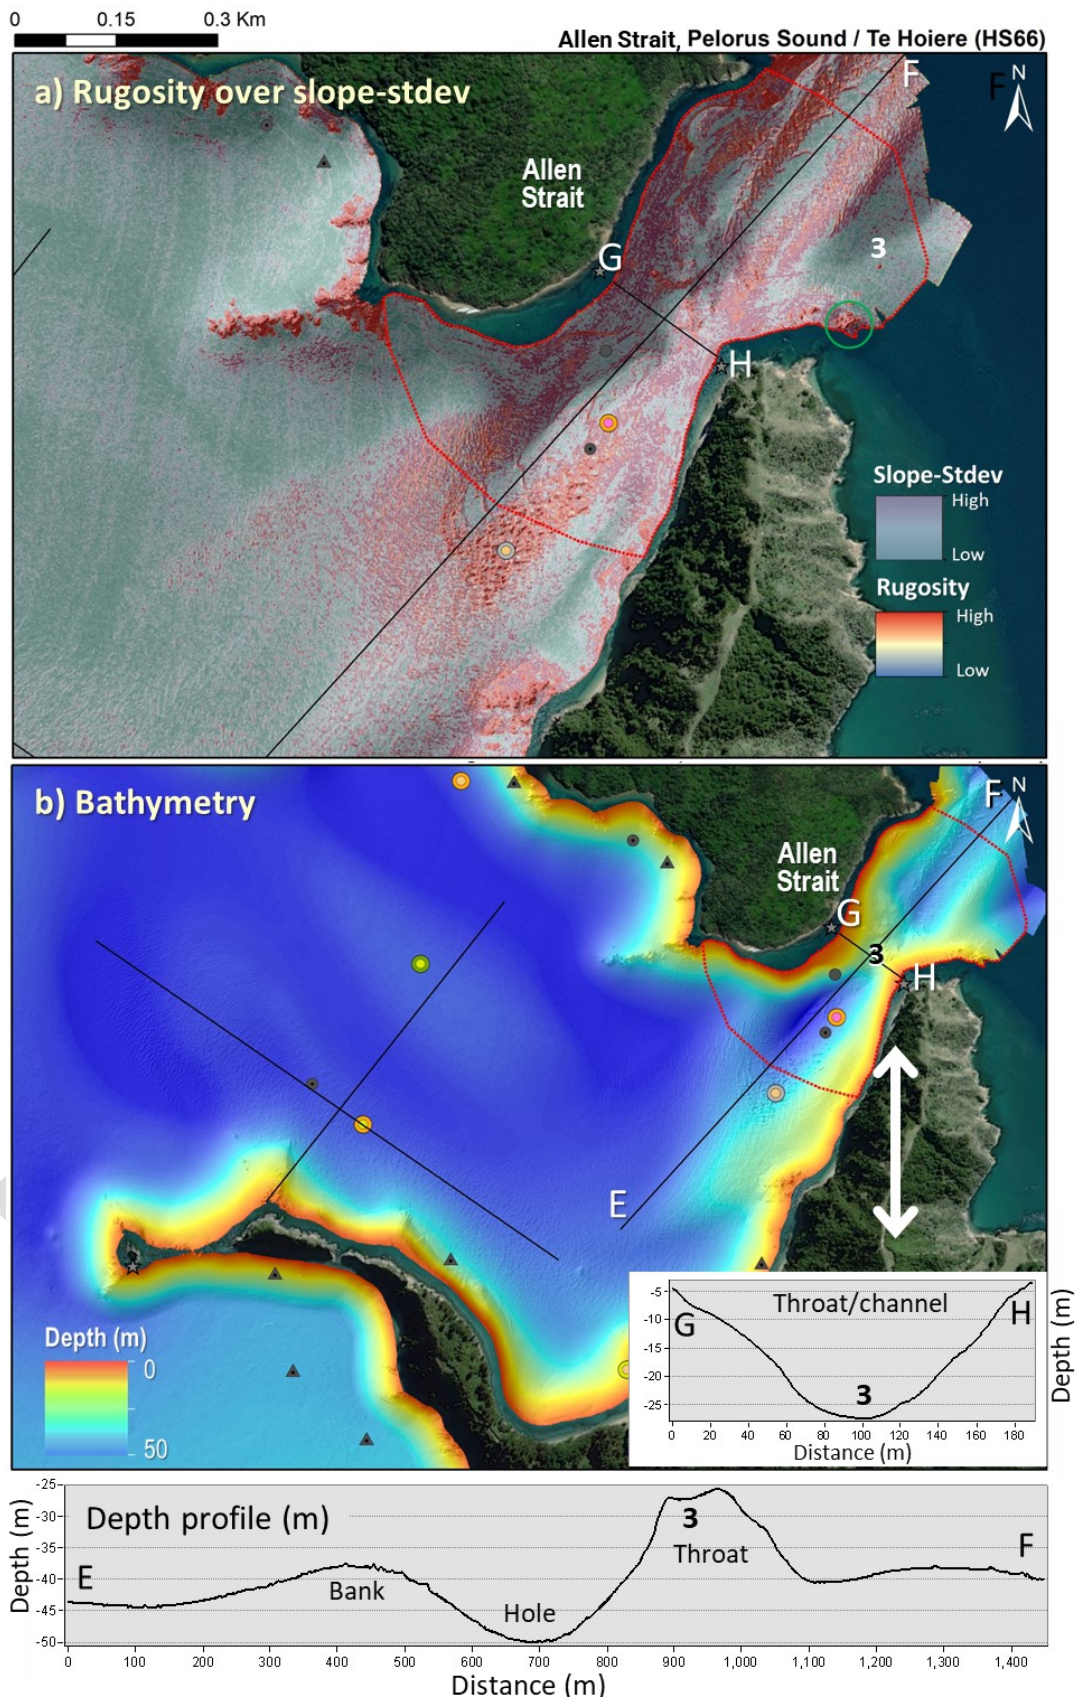 0 0.15 0.3 Km
Allen Strait, Pelorus Sound / Te Hoiere (HS66)
a) Rugosity over slope-stdev
F
F
N
Allen
Strait
G
3
H
Slope-Stdev
High
Low
Rugosity
High
Low
b) Bathymetry
F
N
Allen
Strait
G
3
H
E
Depth (m)
0
50
Throat/channel
G
H
3
-5
-10
-15
-20
-25
0 20 40 60 80 100 120 140 160 180
Distance (m)
Depth (m)
Depth profile (m)
E
Bank
Hole
3
Throat
F
-25
-30
-35
-40
-45
-50
Depth (m)
0 100 200 300 400 500 600 700 800 900 1,000 1,100 1,200 1,300 1,400
Distance (m)